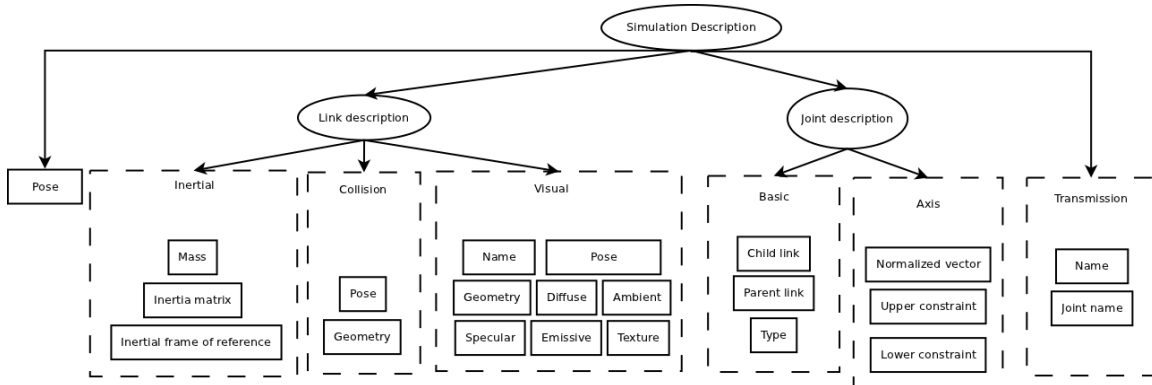 Simulation Description
Link description
Joint description
Pose
Inertial
Mass
Inertia matrix
Inertial frame of reference
Collision
Pose
Geometry
Visual
Name Pose
Geometry Diffuse Ambient
Specular Emissive Texture
Basic
Child link
Parent link
Type
Axis
Normalized vector
Upper constraint
Lower constraint
Transmission
Name
Joint name